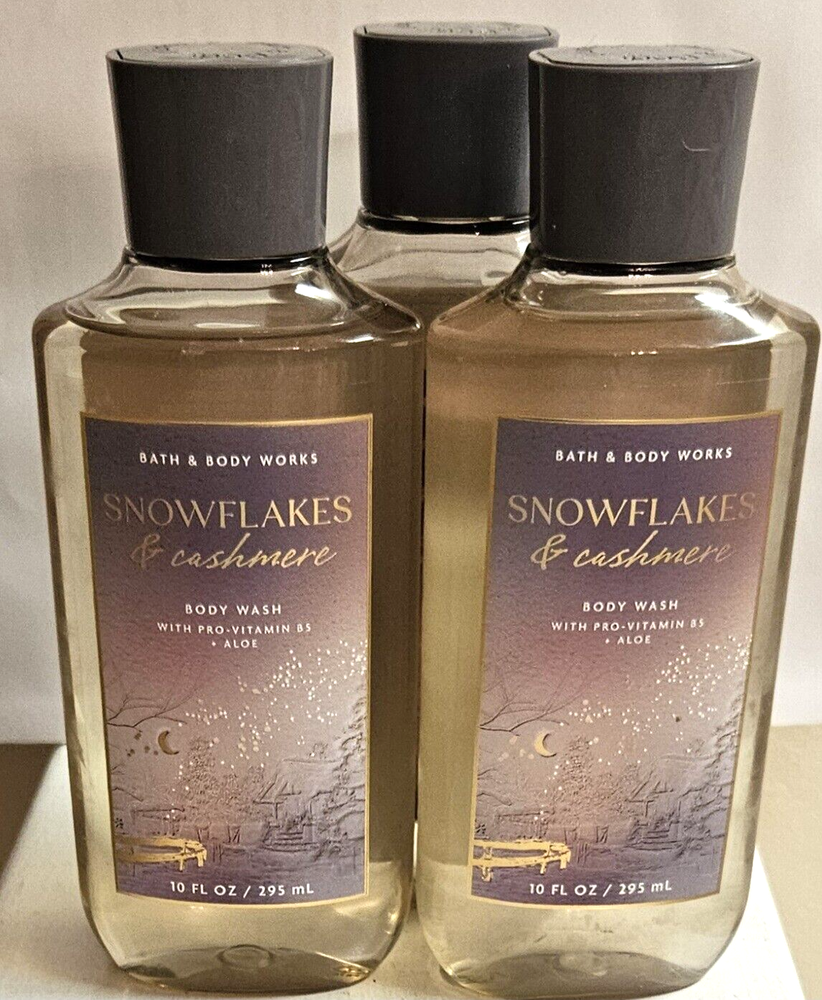 BATH & BODY WORKS
SNOWFLAKES
& cashmere
BODY WASH
WITH PRO-VITAMIN B5
+ ALOE
10 FL OZ / 295 mL
BATH & BODY WORKS
SNOWFLAKES
& cashmere
BODY WASH
WITH PRO-VITAMIN B5
+ ALOE
10 FL OZ / 295 mL